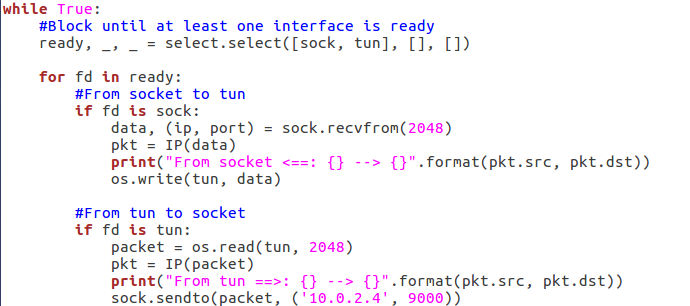 while True:
    #Block until at least one interface is ready
    ready, _, _ = select.select([sock, tun], [], [])

    for fd in ready:
        #From socket to tun
        if fd is sock:
            data, (ip, port) = sock.recvfrom(2048)
            pkt = IP(data)
            print("From socket <==: {} --> {}".format(pkt.src, pkt.dst))
            os.write(tun, data)

        #From tun to socket
        if fd is tun:
            packet = os.read(tun, 2048)
            pkt = IP(packet)
            print("From tun ==>: {} --> {}".format(pkt.src, pkt.dst))
            sock.sendto(packet, ('10.0.2.4', 9000))